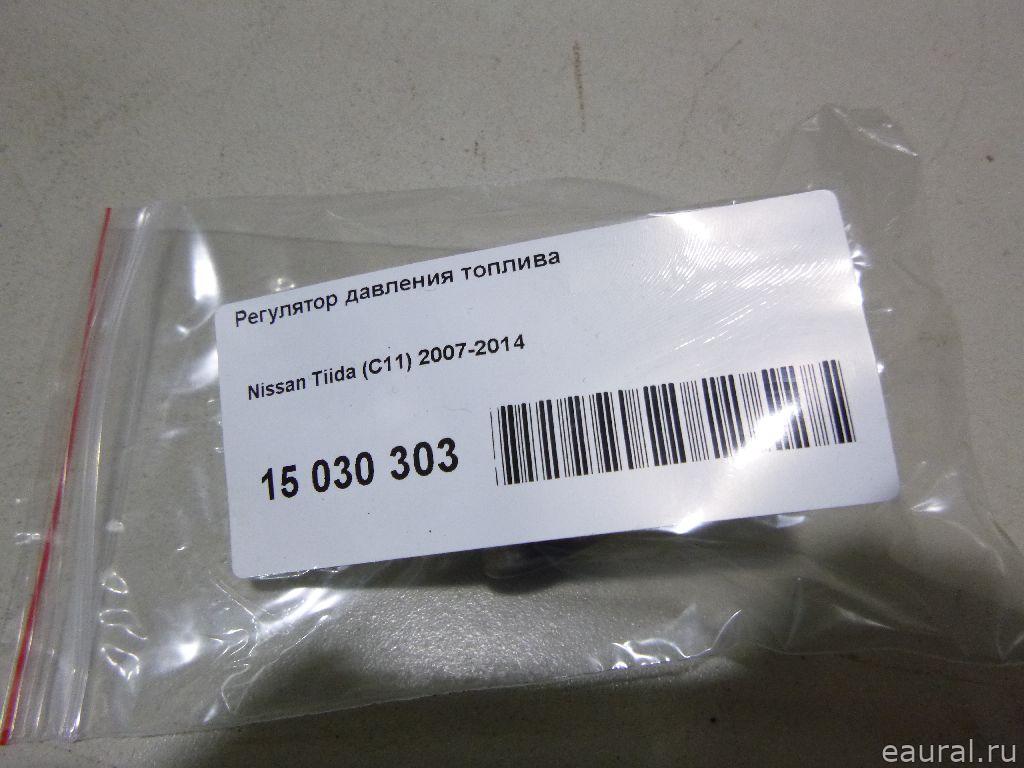 Регулятор давления топлива
Nissan Tiida (C11) 2007-2014
15 030 303
eaural.ru